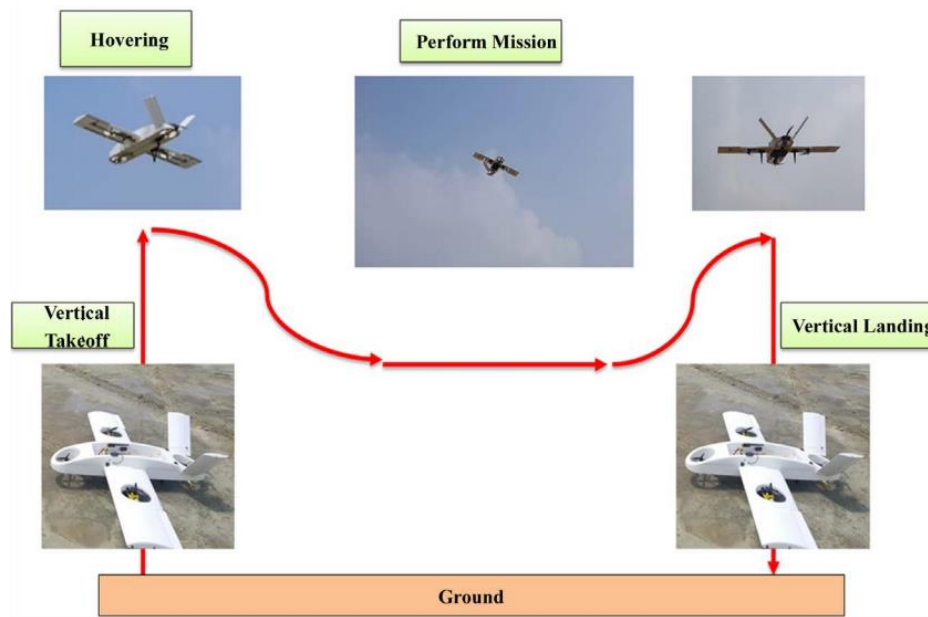 Hovering
Perform Mission
Vertical
Takeoff
Vertical Landing
Ground